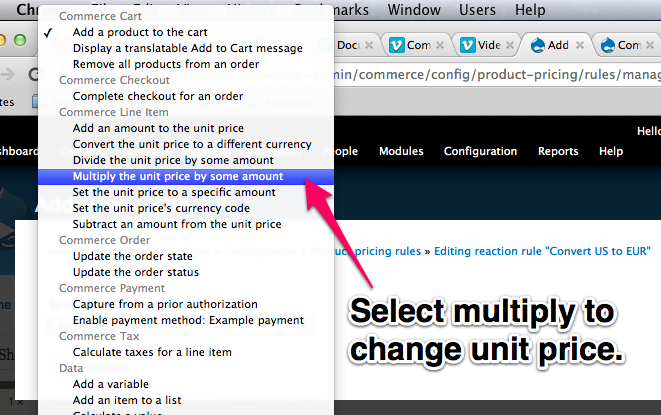 Chr
Bookmarks Window Users Help
Commerce Cart
✓ Add a product to the cart
Display a translatable Add to Cart message
Remove all products from an order
Commerce Checkout
Complete checkout for an order
Commerce Line Item
Add an amount to the unit price
Convert the unit price to a different currency
Divide the unit price by some amount
Multiply the unit price by some amount
Set the unit price to a specific amount
Set the unit price's currency code
Subtract an amount from the unit price
Commerce Order
Update the order state
Update the order status
Commerce Payment
Capture from a prior authorization
Enable payment method: Example payment
Commerce Tax
Calculate taxes for a line item
Data
Add a variable
Add an item to a list
Calculate a value
Docu × Com × Vide × Add × Com
dmin/commerce/config/product-pricing/rules/manag
tes
Hello
shboard
People Modules Configuration Reports Help
pricing rules » Editing reaction rule "Convert US to EUR"
Sh
1 ×
Select multiply to
change unit price.